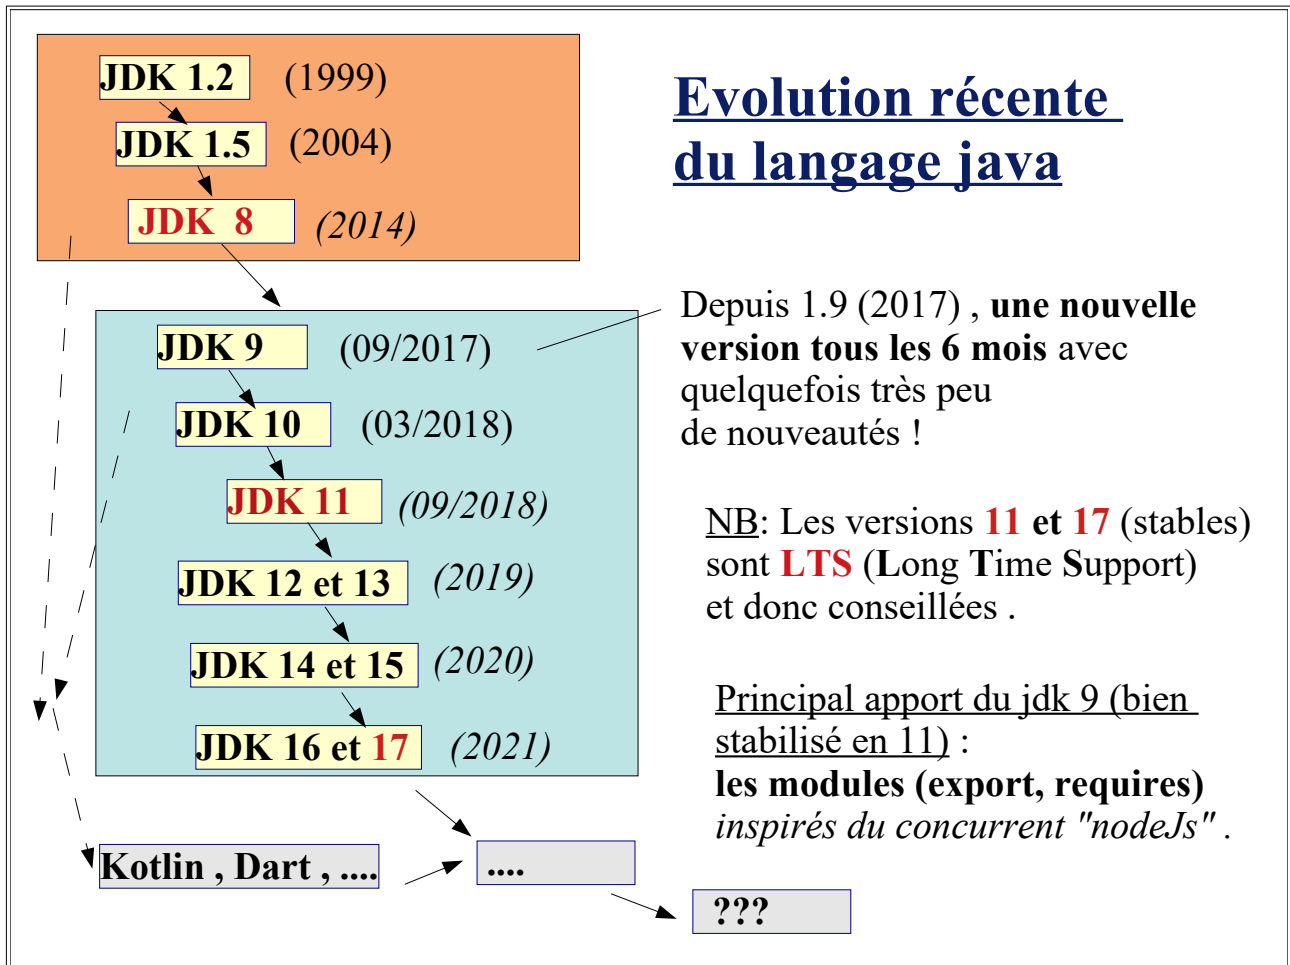 Evolution récente
du langage java
JDK 1.2 (1999)
JDK 1.5 (2004)
JDK 8 (2014)
JDK 9 (09/2017)
JDK 10 (03/2018)
JDK 11 (09/2018)
JDK 12 et 13 (2019)
JDK 14 et 15 (2020)
JDK 16 et 17 (2021)
Kotlin , Dart , ....
....
???
Depuis 1.9 (2017) , une nouvelle
version tous les 6 mois avec
quelquefois très peu
de nouveautés !
NB: Les versions 11 et 17 (stables)
sont LTS (Long Time Support)
et donc conseillées .
Principal apport du jdk 9 (bien
stabilisé en 11) :
les modules (export, requires)
inspirés du concurrent "nodeJs" .